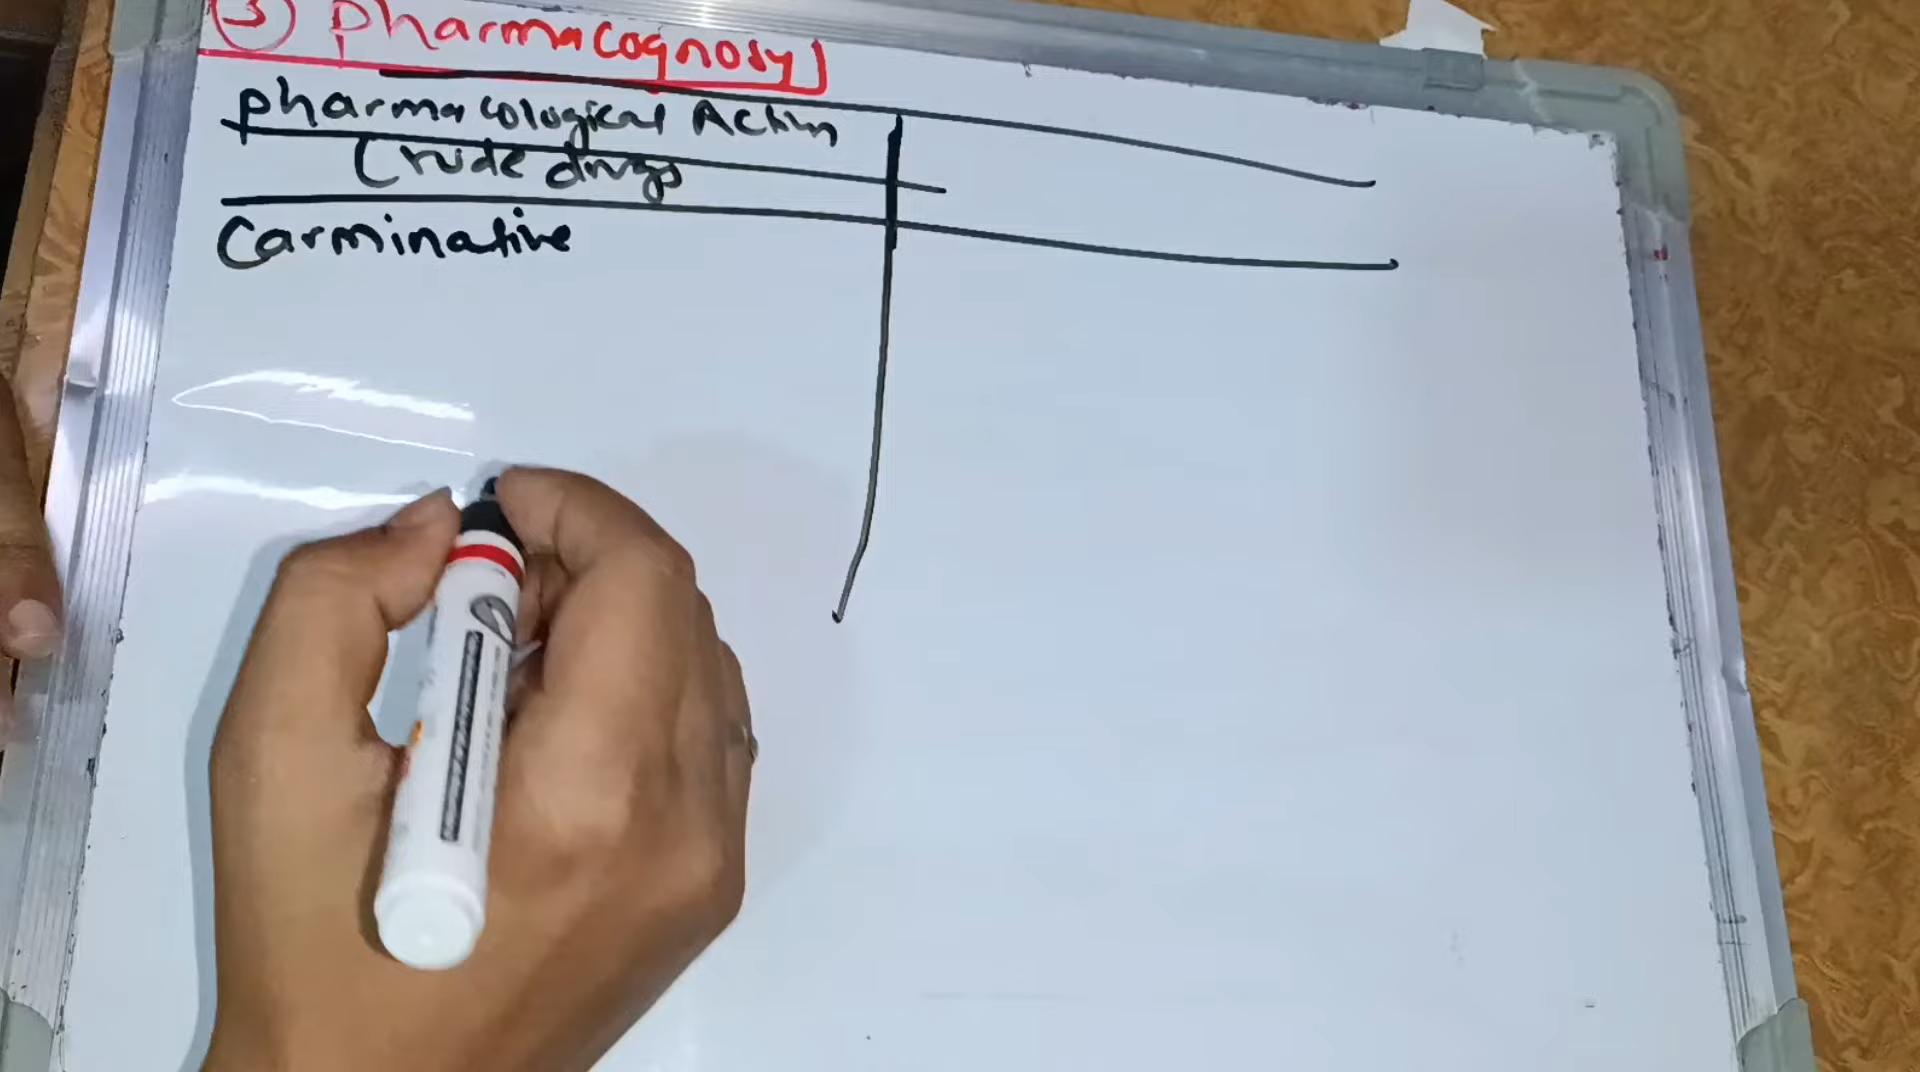 ③ Pharmacognosy
Pharmacological Action
Crude drugs
Carminative